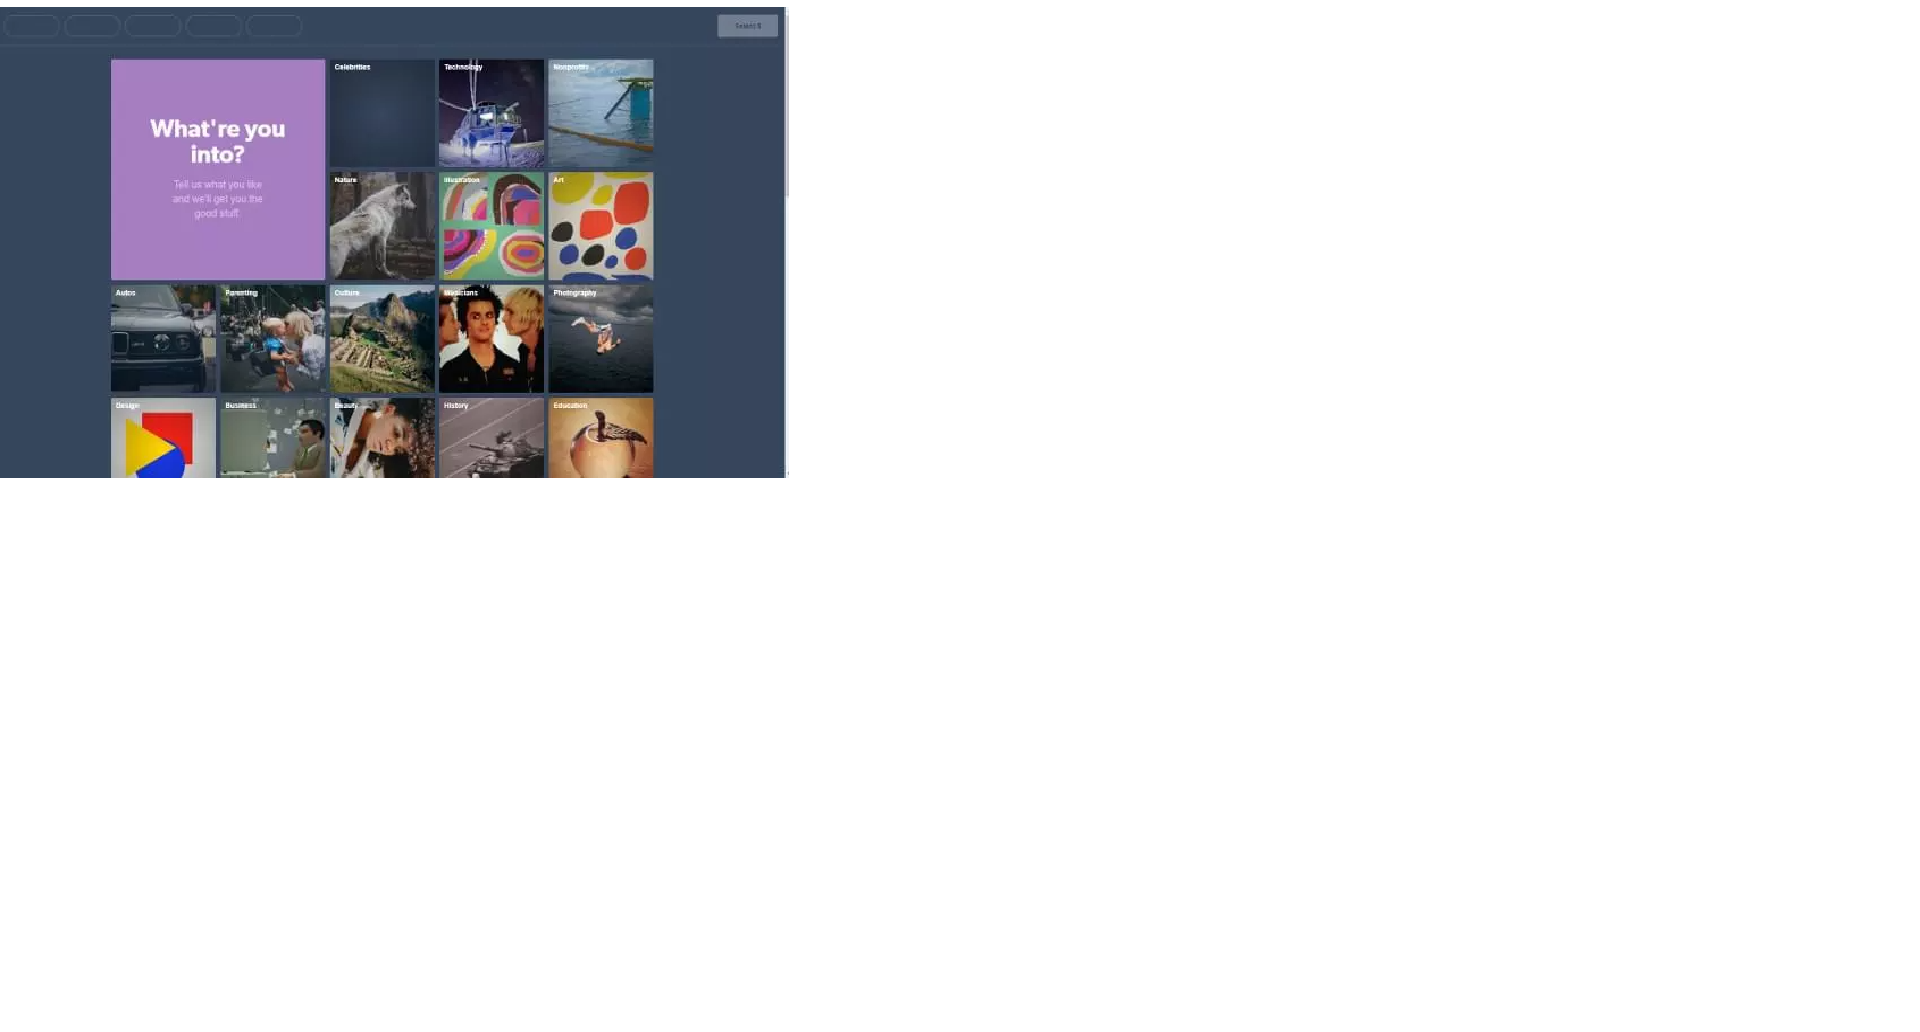 Select 5
What're you
into?
Tell us what you like
and we'll get you the
good stuff.
Celebrities
Technology
Nonprofits
Nature
Illustration
Art
Autos
Parenting
Culture
Musicians
Photography
Design
Business
Beauty
History
Education